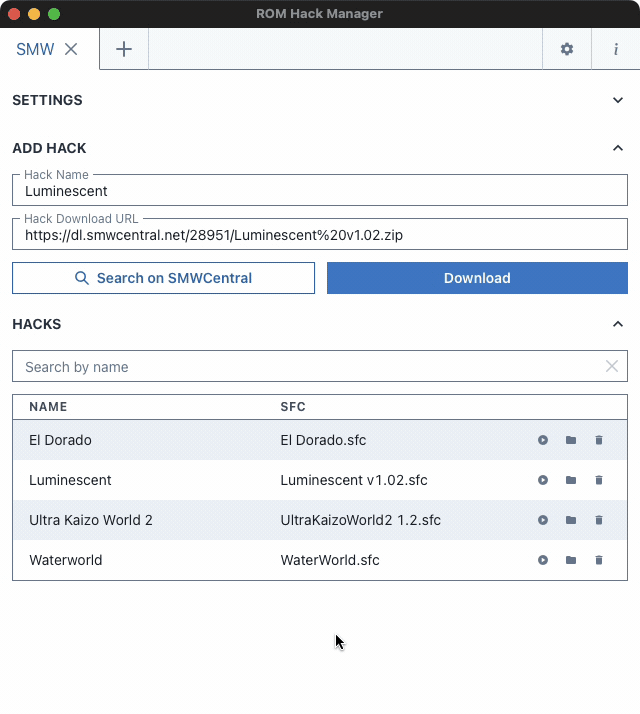 ROM Hack Manager
SMW
i
SETTINGS
ADD HACK
Hack Name
Luminescent
Hack Download URL
https://dl.smwcentral.net/28951/Luminescent%20v1.02.zip
Search on SMWCentral Download
HACKS
Search by name
NAME SFC
El Dorado El Dorado.sfc
Luminescent Luminescent v1.02.sfc
Ultra Kaizo World 2 UltraKaizoWorld2 1.2.sfc
Waterworld WaterWorld.sfc